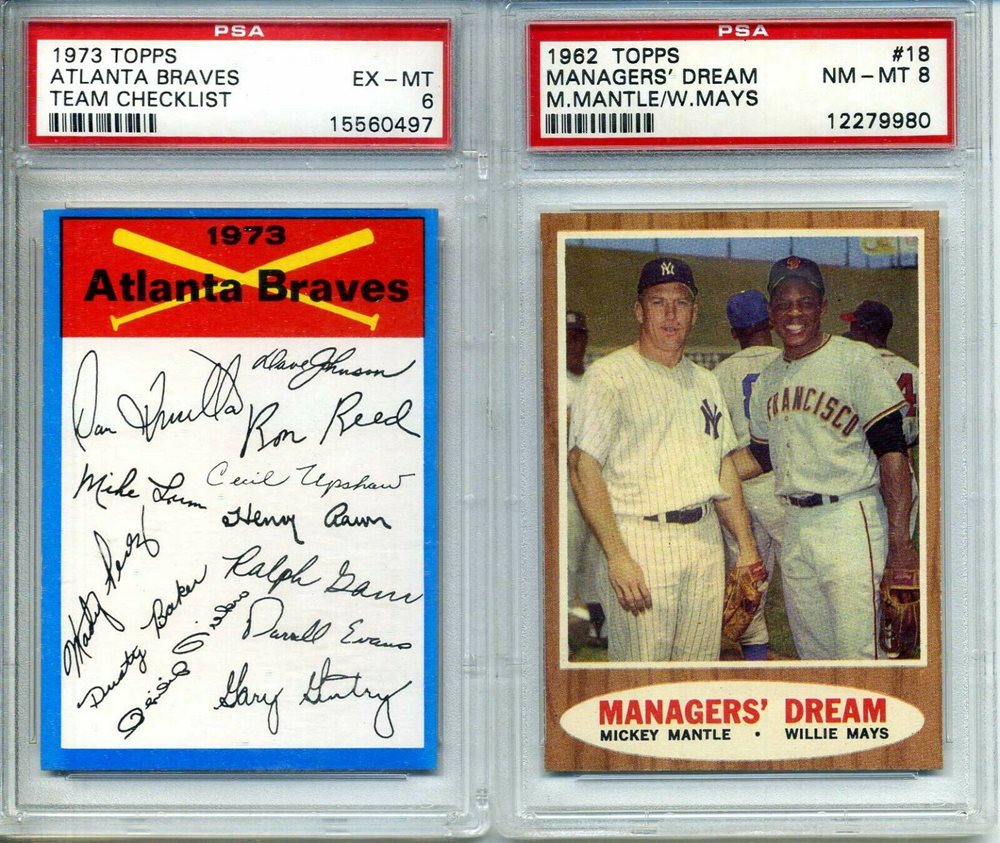 PSA
1973 TOPPS
ATLANTA BRAVES EX-MT
TEAM CHECKLIST 6
15560497
1973
Atlanta Braves
Dave Johnson
Ron Reed
Mike Lum
Cecil Upshaw
Henry Aaron
Ralph Garr
Dusty Baker
Darrell Evans
Gary Gentry
PSA
1962 TOPPS #18
MANAGERS' DREAM NM-MT 8
M.MANTLE/W.MAYS
12279980
NY
NY
FRANCISCO
MANAGERS' DREAM
MICKEY MANTLE • WILLIE MAYS